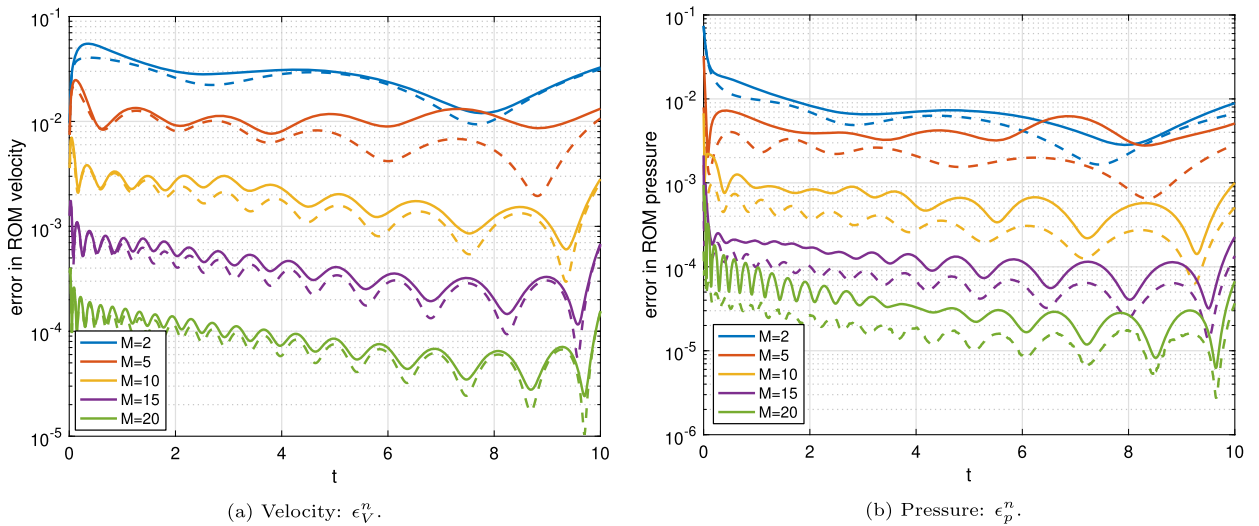 10^-1
10^-2
10^-3
10^-4
10^-5
error in ROM velocity
M=2
M=5
M=10
M=15
M=20
0 2 4 6 8 10
t
(a) Velocity: ϵ_V^n.
10^-1
10^-2
10^-3
10^-4
10^-5
10^-6
error in ROM pressure
M=2
M=5
M=10
M=15
M=20
0 2 4 6 8 10
t
(b) Pressure: ϵ_p^n.